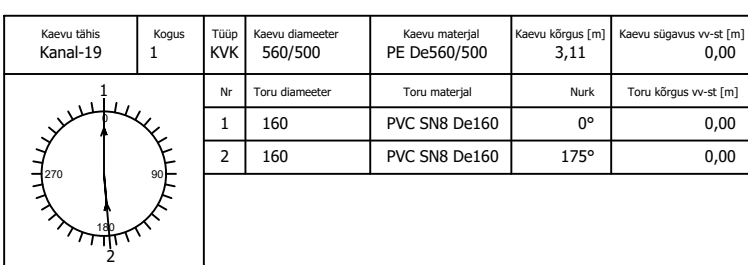 Kaevu tähis Kogus Tüüp Kaevu diameeter Kaevu materjal Kaevu kõrgus [m] Kaevu sügavus vv-st [m]
Kanal-19 1 KVK 560/500 PE De560/500 3,11 0,00
Nr Toru diameeter Toru materjal Nurk Toru kõrgus vv-st [m]
1 160 PVC SN8 De160 0° 0,00
2 160 PVC SN8 De160 175° 0,00
1
0
270 90
180
2